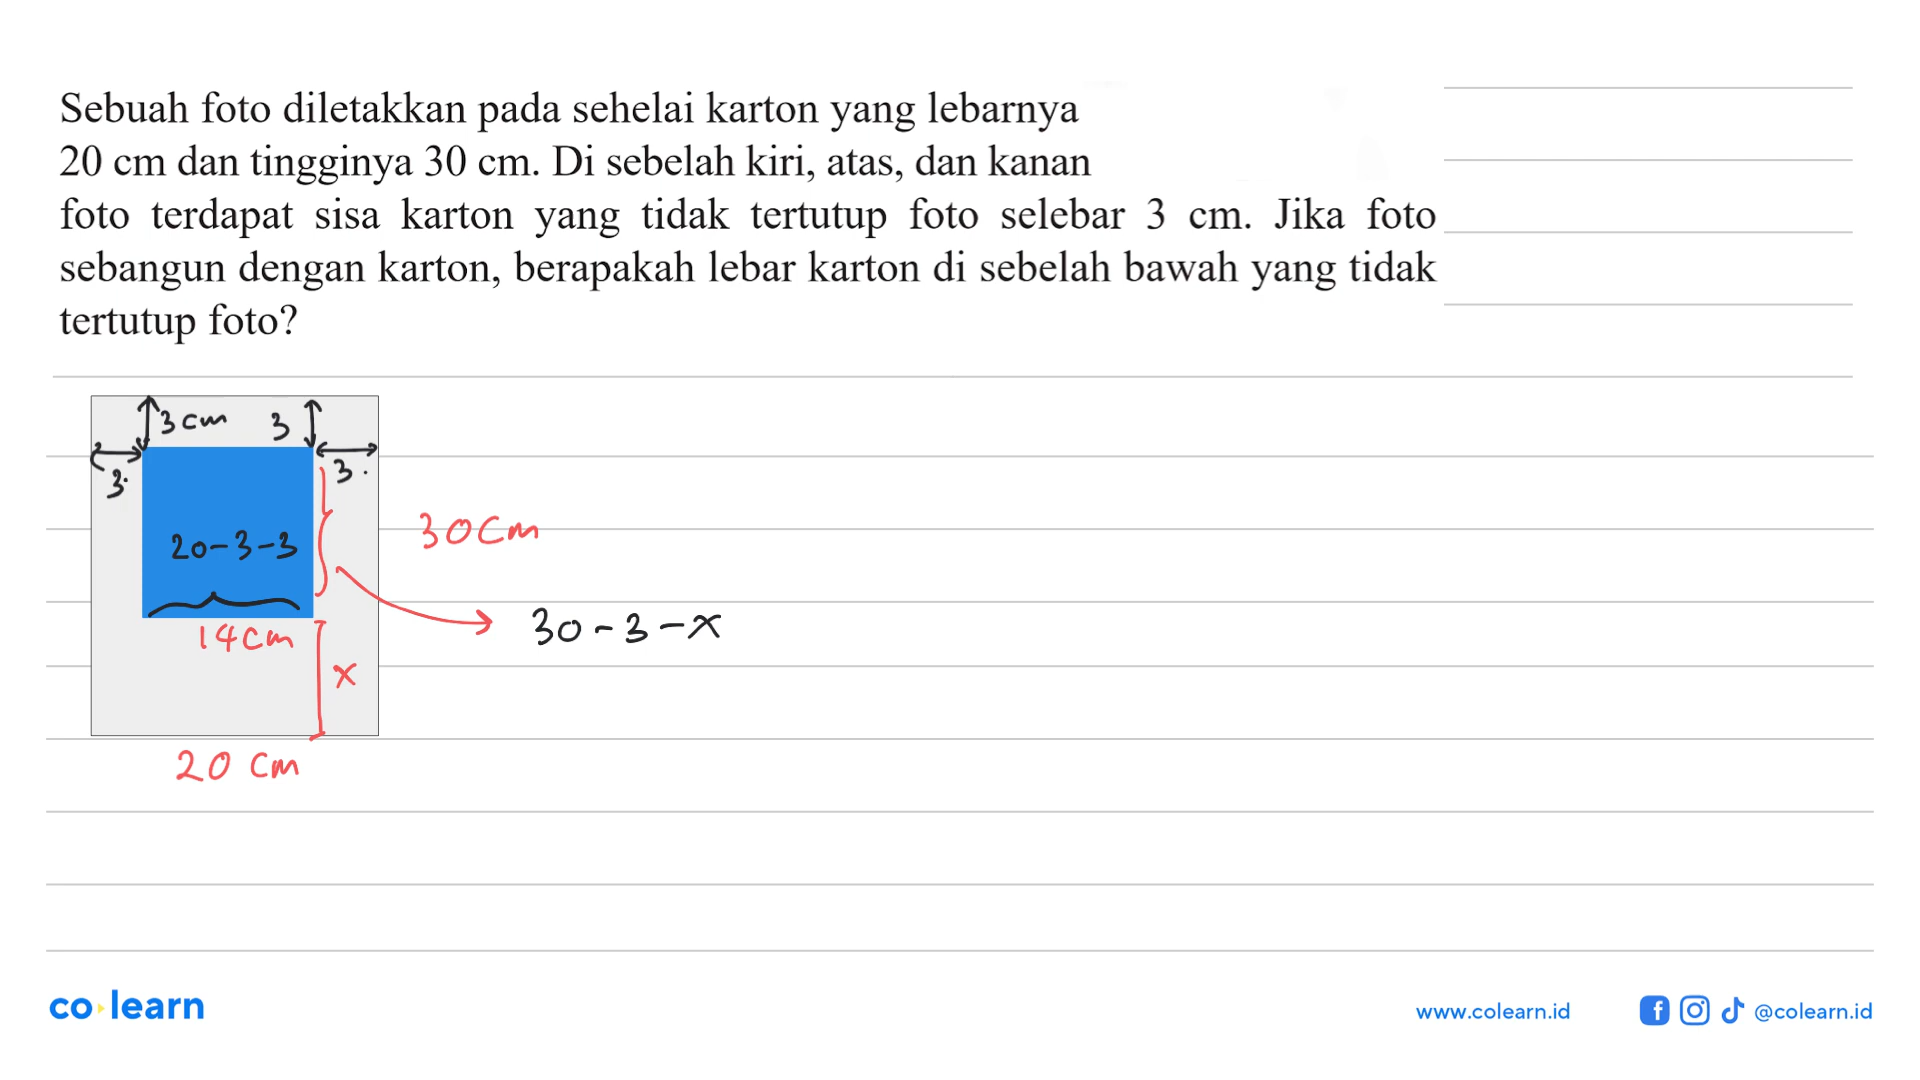 Sebuah foto diletakkan pada sehelai karton yang lebarnya
20 cm dan tingginya 30 cm. Di sebelah kiri, atas, dan kanan
foto terdapat sisa karton yang tidak tertutup foto selebar 3 cm. Jika foto
sebangun dengan karton, berapakah lebar karton di sebelah bawah yang tidak
tertutup foto?
3 cm 3
3. 3.
30 cm
20-3-3
30-3-x
14 cm
x
20 cm
co learn
www.colearn.id @colearn.id